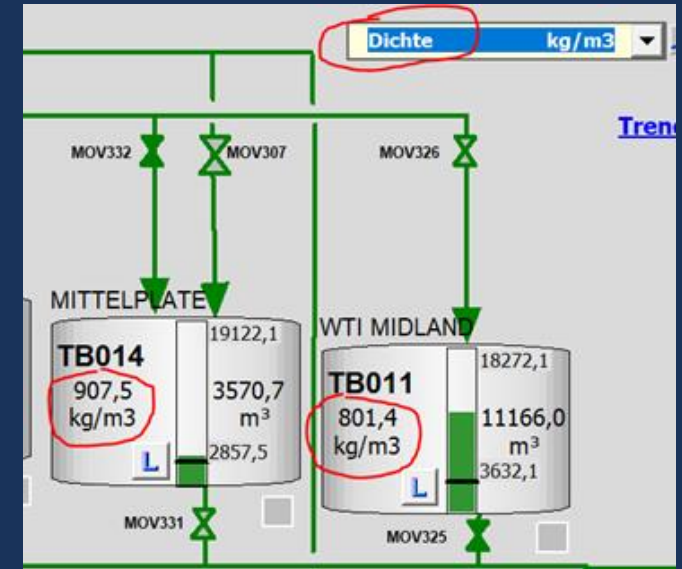 Dichte kg/m3
Tren
MOV332
MOV307
MOV326
MITTELPLATE
TB014
907,5
kg/m3
19122,1
3570,7
m³
2857,5
L
MOV331
WTI MIDLAND
TB011
801,4
kg/m3
18272,1
11166,0
m³
3632,1
L
MOV325